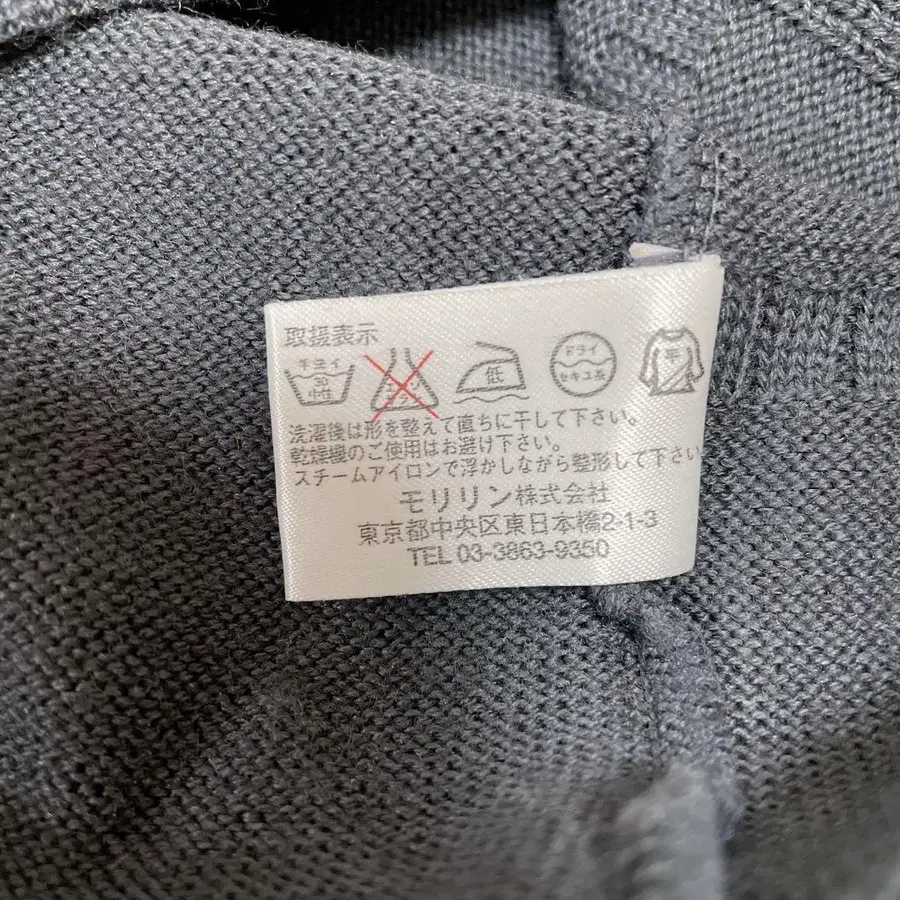 取扱表示
手洗イ
30
中性
低
ドライ
セキユ系
平
洗濯後は形を整えて直ちに干して下さい。
乾燥機のご使用はお避け下さい。
スチームアイロンで浮かしながら整形して下さい
モリリン株式会社
東京都中央区東日本橋2-1-3
TEL 03-3863-9350